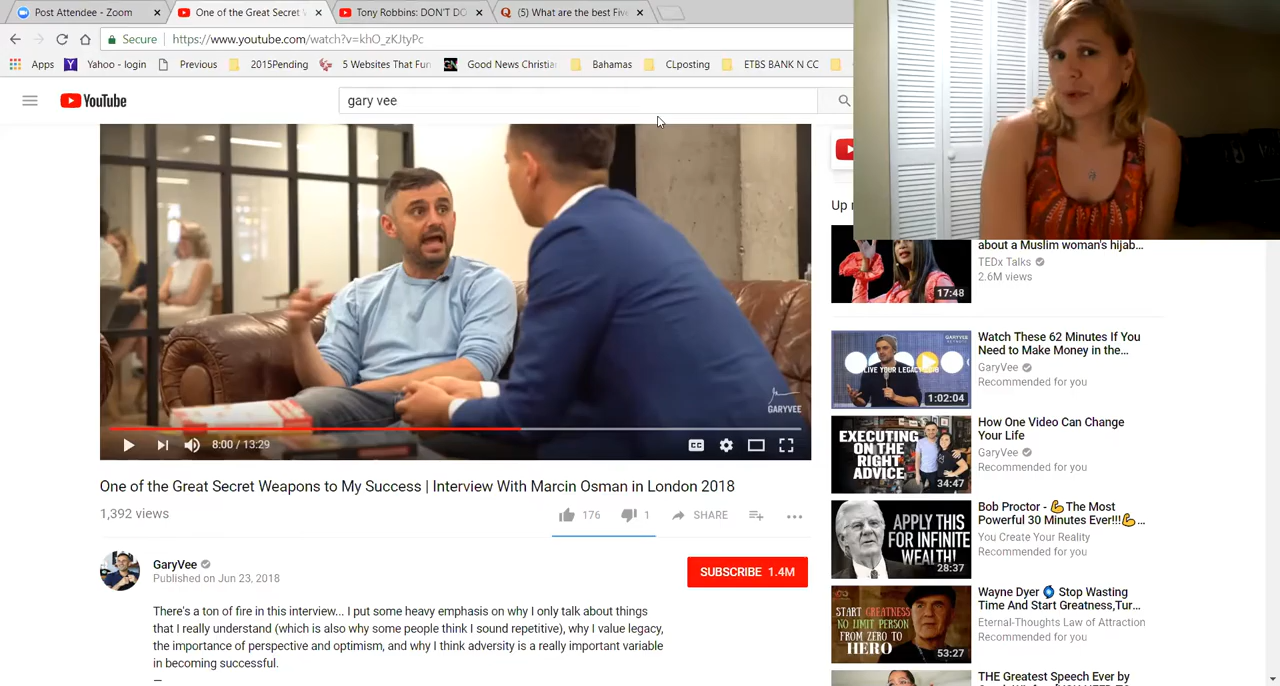 Post Attendee - Zoom
One of the Great Secret
Tony Robbins: DON'T DO
(5) What are the best Five
Secure
https://www.youtube.com/watch?v=khO_zKJtyPc
Apps
Yahoo - login
Previous
5 Websites That Fun
Good News Christian
Bahamas
CLposting
ETBS BANK N CC
YouTube
gary vee
Up
GARYVEE
8:00 / 13:29
CC
One of the Great Secret Weapons to My Success | Interview With Marcin Osman in London 2018
1,392 views
176
1
SHARE
GaryVee
Published on Jun 23, 2018
SUBSCRIBE 1.4M
There's a ton of fire in this interview... I put some heavy emphasis on why I only talk about things
that I really understand (which is also why some people think I sound repetitive), why I value legacy,
the importance of perspective and optimism, and why I think adversity is a really important variable
in becoming successful.
about a Muslim woman's hijab...
TEDx Talks
2.6M views
17:48
Watch These 62 Minutes If You
Need to Make Money in the...
GaryVee
Recommended for you
1:02:04
How One Video Can Change
Your Life
GaryVee
Recommended for you
EXECUTING
ON THE
RIGHT
ADVICE
34:47
Bob Proctor - 💪The Most
Powerful 30 Minutes Ever!!!💪...
You Create Your Reality
Recommended for you
APPLY THIS
FOR INFINITE
WEALTH!
28:37
Wayne Dyer 🌀 Stop Wasting
Time And Start Greatness,Tur...
Eternal-Thoughts Law of Attraction
Recommended for you
START GREATNESS
NO LIMIT PERSON
FROM ZERO TO
HERO
53:27
THE Greatest Speech Ever by